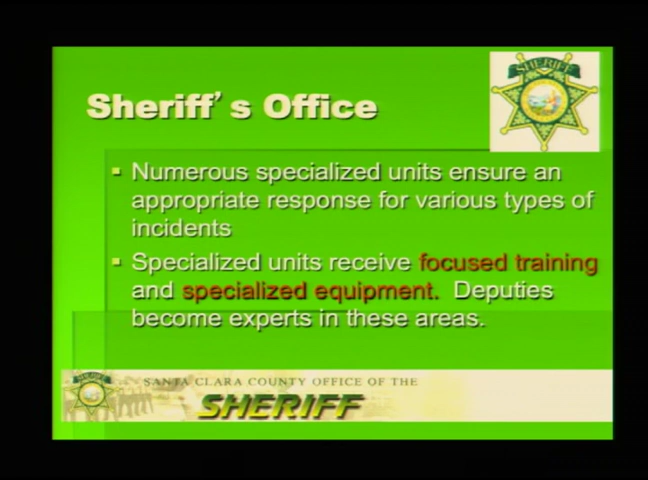 Sheriff's Office
SHERIFF
▪ Numerous specialized units ensure an
appropriate response for various types of
incidents
▪ Specialized units receive focused training
and specialized equipment. Deputies
become experts in these areas.
SANTA CLARA COUNTY OFFICE OF THE
SHERIFF